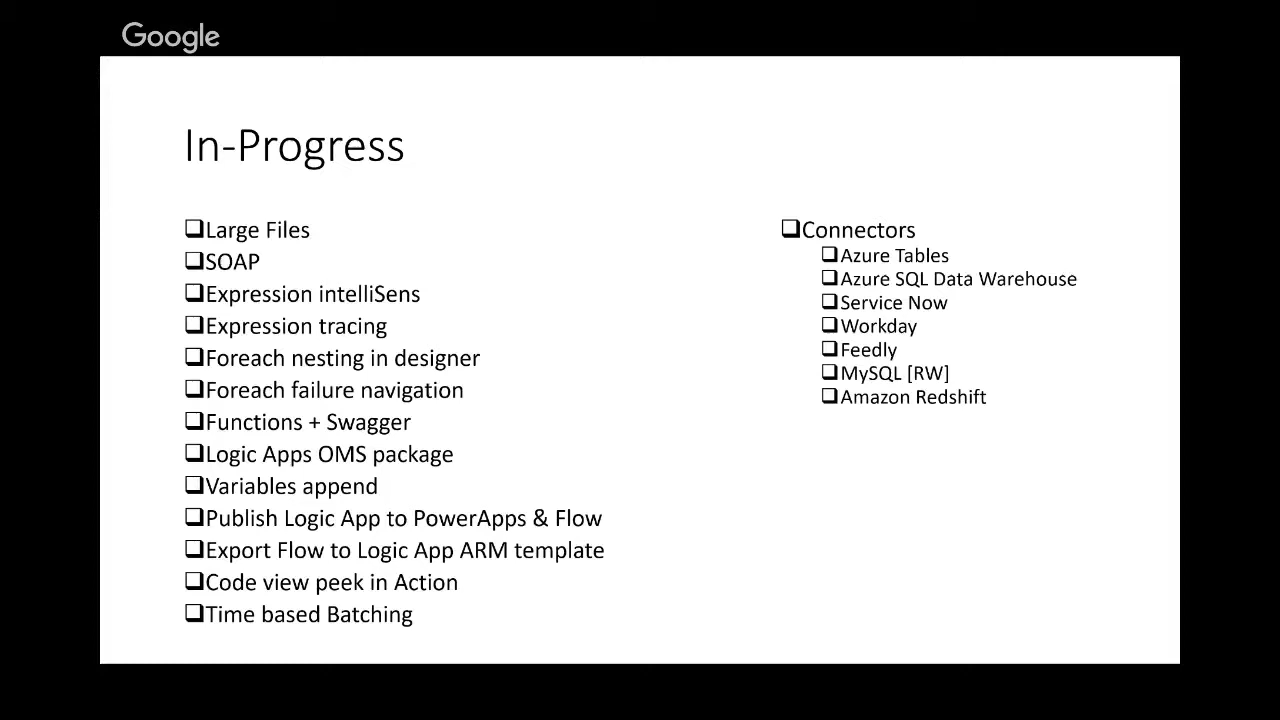 Google
In-Progress
Large Files
SOAP
Expression intelliSens
Expression tracing
Foreach nesting in designer
Foreach failure navigation
Functions + Swagger
Logic Apps OMS package
Variables append
Publish Logic App to PowerApps & Flow
Export Flow to Logic App ARM template
Code view peek in Action
Time based Batching
Connectors
Azure Tables
Azure SQL Data Warehouse
Service Now
Workday
Feedly
MySQL [RW]
Amazon Redshift